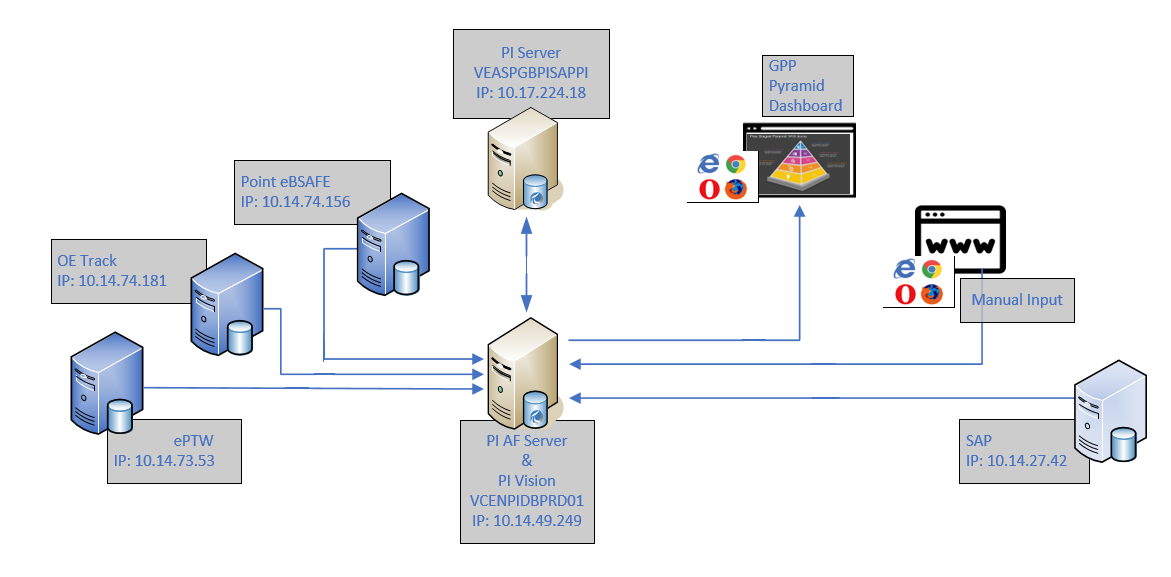 PI Server
VEASPGBPISAPPI
IP: 10.17.224.18
GPP
Pyramid
Dashboard
Point eBSAFE
IP: 10.14.74.156
OE Track
IP: 10.14.74.181
WWW
Manual Input
ePTW
IP: 10.14.73.53
PI AF Server
&
PI Vision
VCENPIDBPRD01
IP: 10.14.49.249
SAP
IP: 10.14.27.42